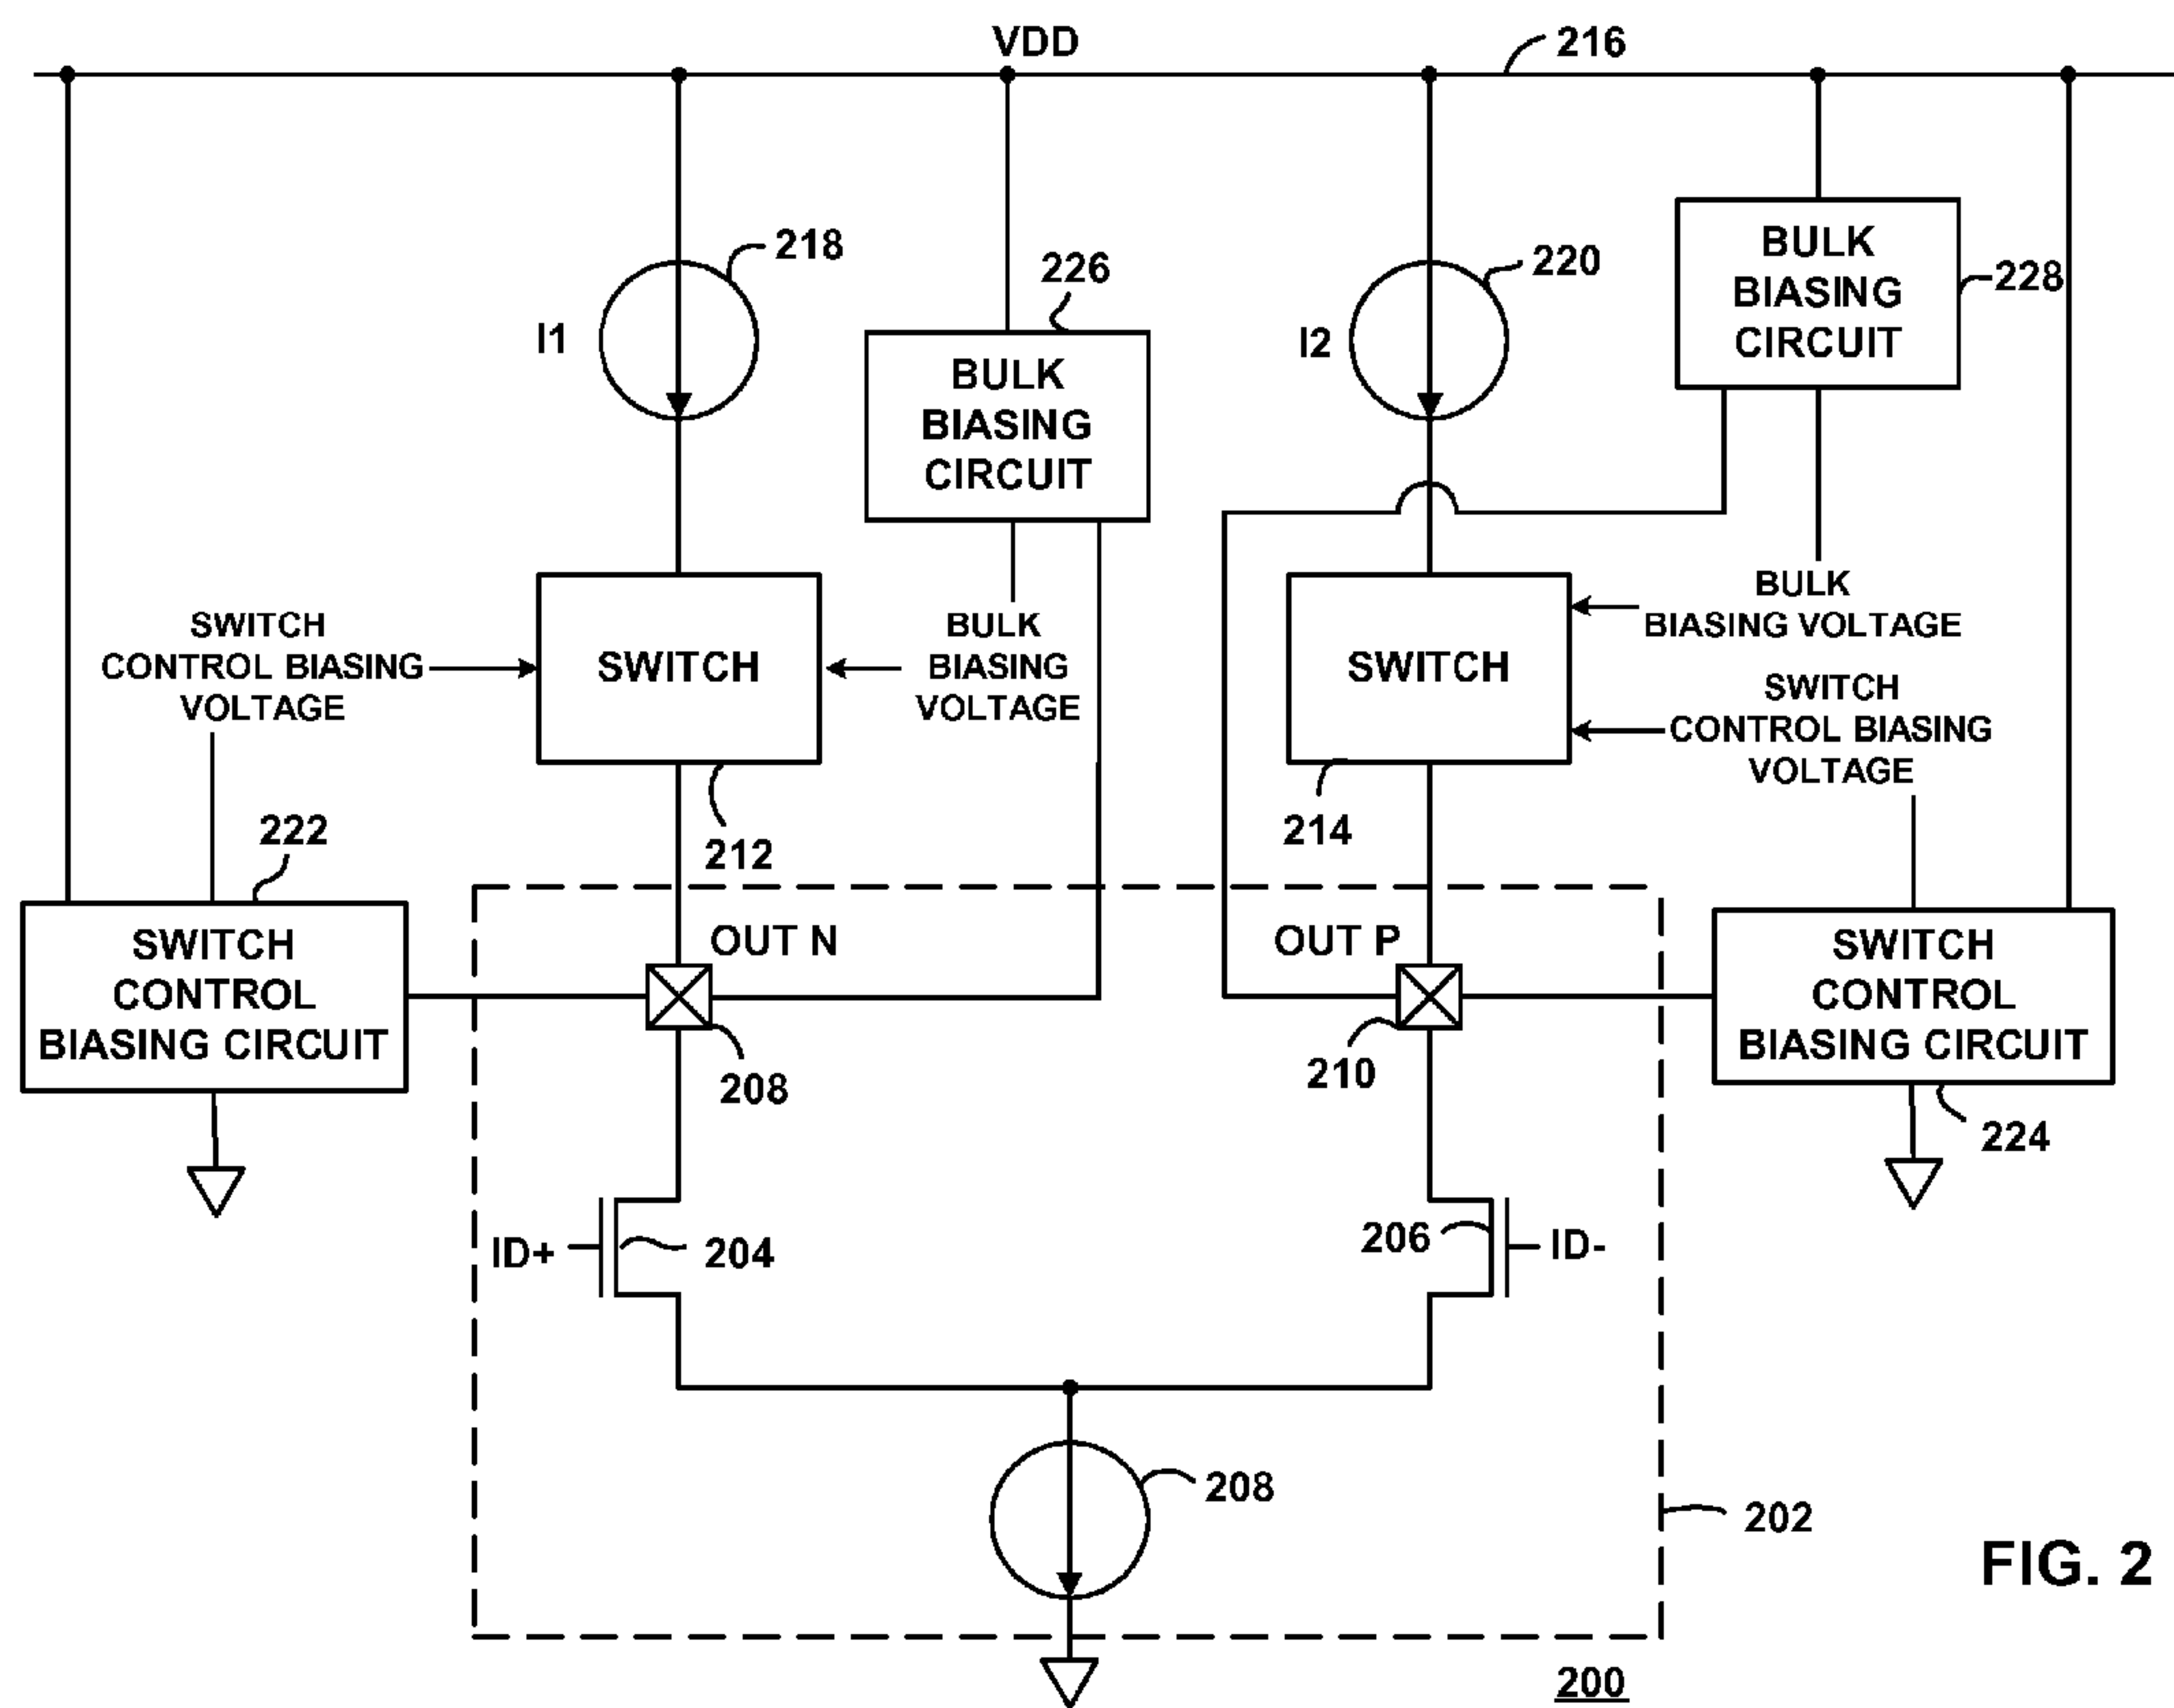 VDD
216
218
226
220
228
I1
I2
BULK
BIASING
CIRCUIT
BULK
BIASING
CIRCUIT
SWITCH
CONTROL BIASING
VOLTAGE
SWITCH
BULK
BIASING
VOLTAGE
SWITCH
BULK
BIASING VOLTAGE
SWITCH
CONTROL BIASING
VOLTAGE
222
212
214
SWITCH
CONTROL
BIASING CIRCUIT
OUT N
OUT P
SWITCH
CONTROL
BIASING CIRCUIT
208
210
224
ID+
204
206
ID-
208
202
FIG. 2
200